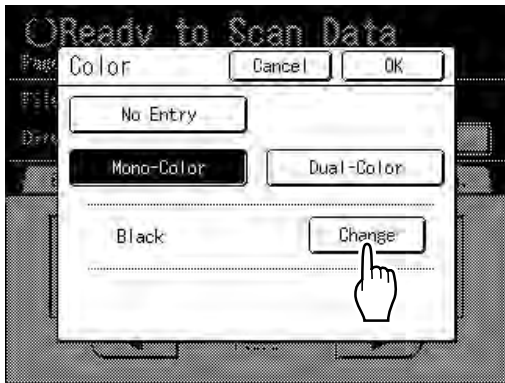 Ready to Scan Data
Color Cancel OK
No Entry
Mono-Color Dual-Color
Black Change